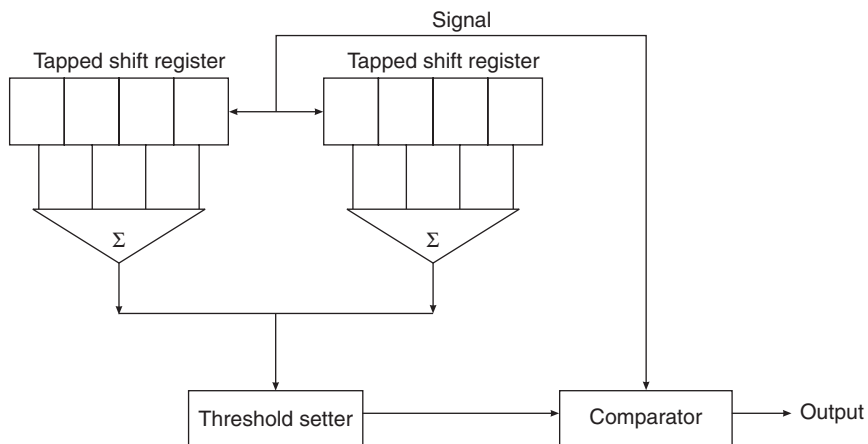 Signal
Tapped shift register
Tapped shift register
Σ
Σ
Threshold setter
Comparator
Output